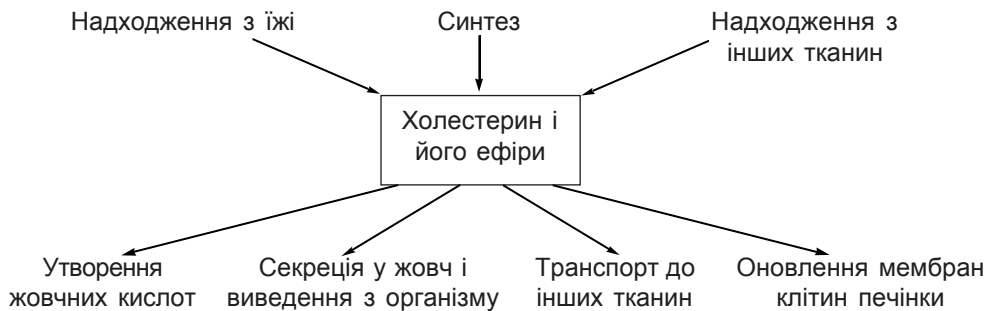 Надходження з їжі
Синтез
Надходження з
інших тканин
Холестерин і
його ефіри
Утворення
жовчних кислот
Секреція у жовч і
виведення з організму
Транспорт до
інших тканин
Оновлення мембран
клітин печінки